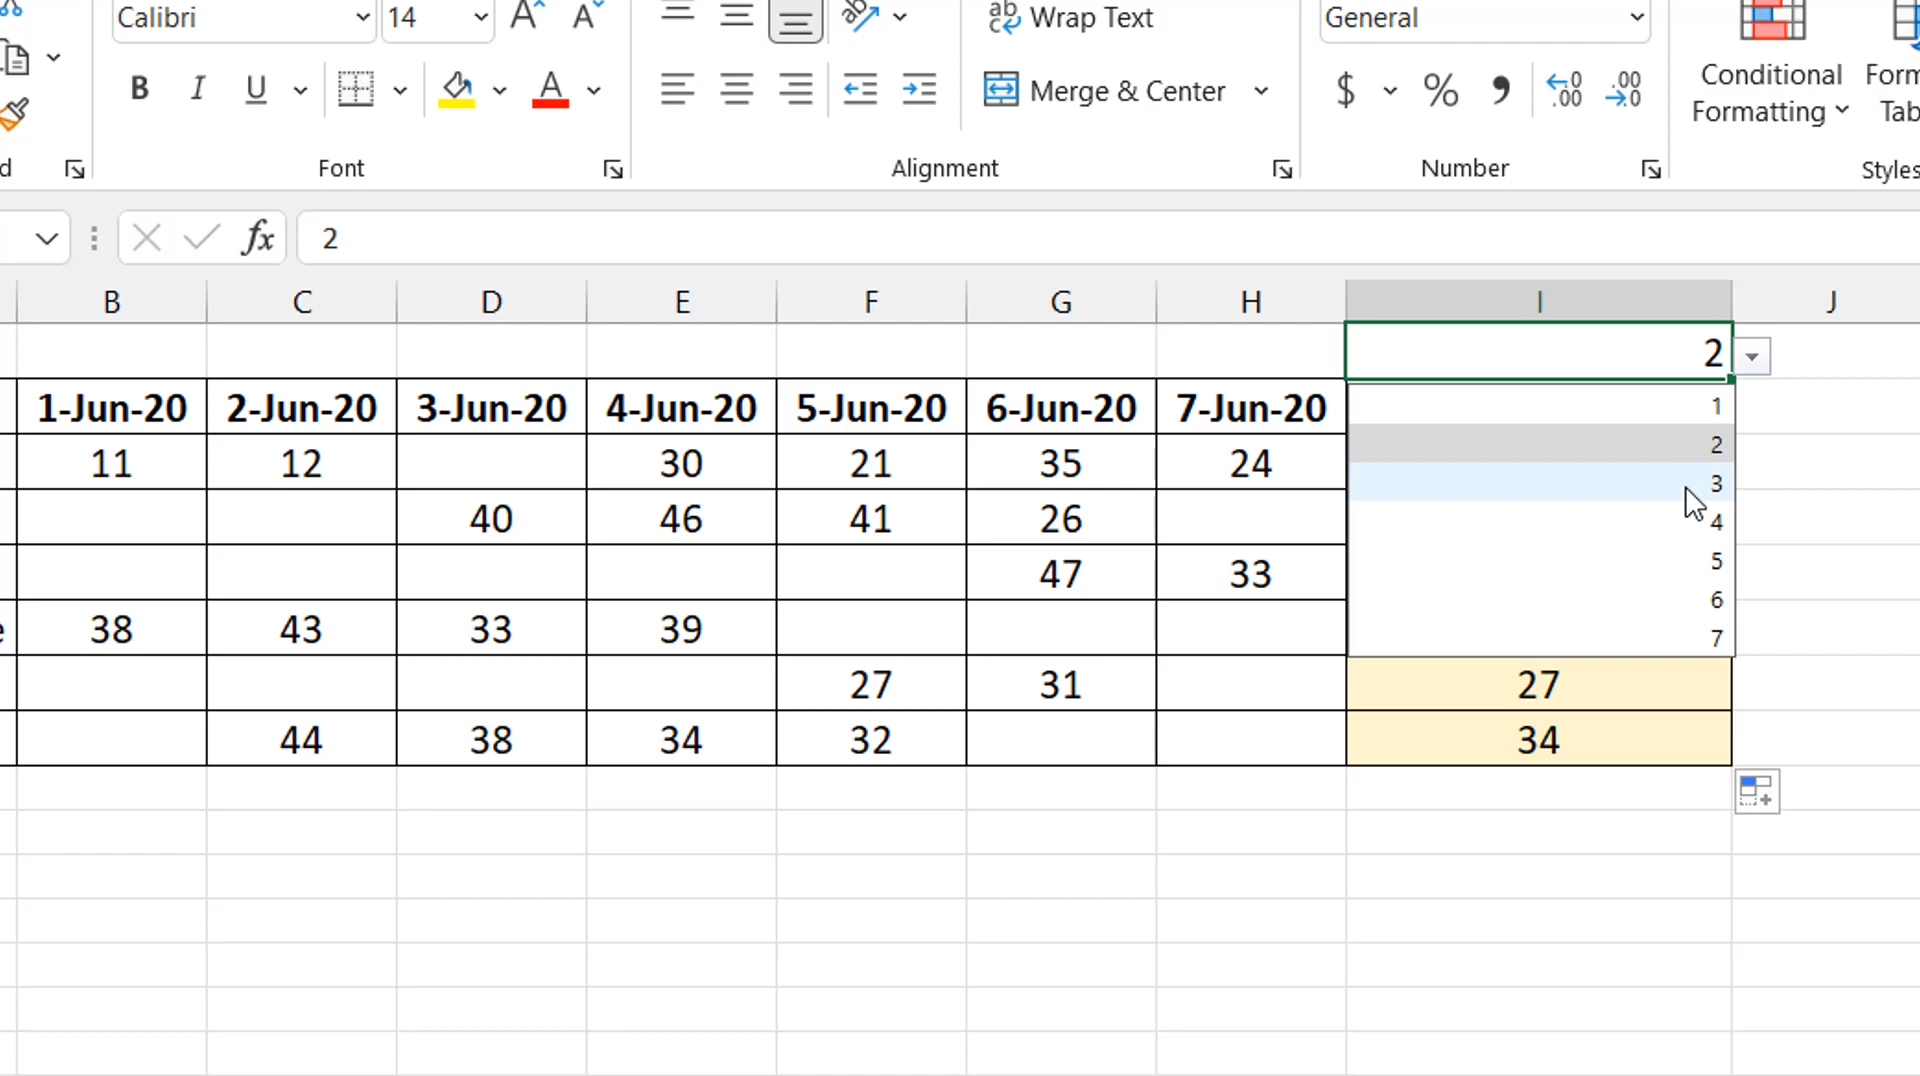 Calibri 14 A A ab Wrap Text General
B I U A Merge & Center $ % , .00 .00 Conditional
Formatting
d Font Alignment Number Styles
fx 2
B C D E F G H I J
2
1-Jun-20 2-Jun-20 3-Jun-20 4-Jun-20 5-Jun-20 6-Jun-20 7-Jun-20 1
11 12 30 21 35 24 2
3
40 46 41 26 4
47 33 5
e 38 43 33 39 6
7
27 31 27
44 38 34 32 34